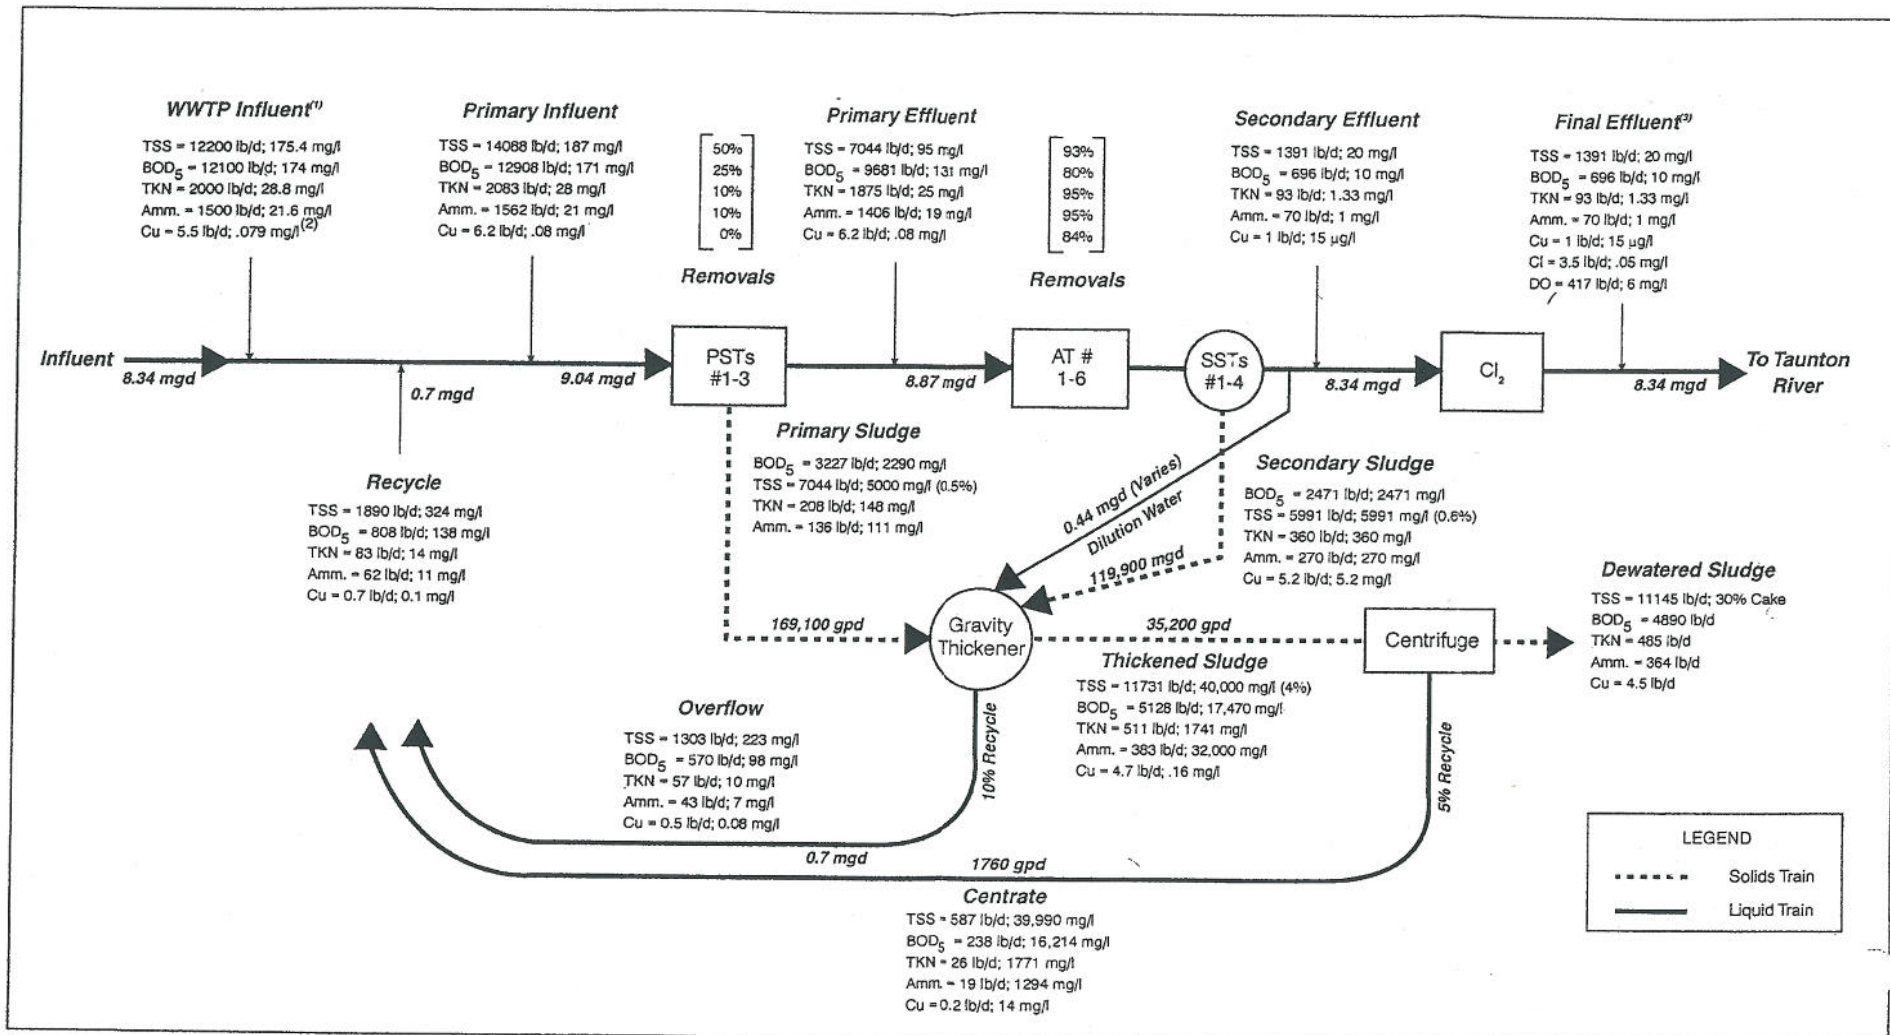 WWTP Influent(1)
TSS = 12200 lb/d; 175.4 mg/l
BOD5 = 12100 lb/d; 174 mg/l
TKN = 2000 lb/d; 28.8 mg/l
Amm. = 1500 lb/d; 21.6 mg/l
Cu = 5.5 lb/d; .079 mg/l(2)
Primary Influent
TSS = 14088 lb/d; 187 mg/l
BOD5 = 12908 lb/d; 171 mg/l
TKN = 2083 lb/d; 28 mg/l
Amm. = 1562 lb/d; 21 mg/l
Cu = 6.2 lb/d; .08 mg/l
50%
25%
10%
10%
0%
Removals
Primary Effluent
TSS = 7044 lb/d; 95 mg/l
BOD5 = 9681 lb/d; 131 mg/l
TKN = 1875 lb/d; 25 mg/l
Amm. = 1406 lb/d; 19 mg/l
Cu = 6.2 lb/d; .08 mg/l
93%
80%
95%
95%
84%
Removals
Secondary Effluent
TSS = 1391 lb/d; 20 mg/l
BOD5 = 696 lb/d; 10 mg/l
TKN = 93 lb/d; 1.33 mg/l
Amm. = 70 lb/d; 1 mg/l
Cu = 1 lb/d; 15 µg/l
Final Effluent(3)
TSS = 1391 lb/d; 20 mg/l
BOD5 = 696 lb/d; 10 mg/l
TKN = 93 lb/d; 1.33 mg/l
Amm. = 70 lb/d; 1 mg/l
Cu = 1 lb/d; 15 µg/l
Cl = 3.5 lb/d; .05 mg/l
DO = 417 lb/d; 6 mg/l
Influent
8.34 mgd
0.7 mgd
9.04 mgd
PSTs
#1-3
8.87 mgd
AT #
1-6
SSTs
#1-4
8.34 mgd
Cl2
8.34 mgd
To Taunton
River
Recycle
TSS = 1890 lb/d; 324 mg/l
BOD5 = 808 lb/d; 138 mg/l
TKN = 83 lb/d; 14 mg/l
Amm. = 62 lb/d; 11 mg/l
Cu = 0.7 lb/d; 0.1 mg/l
Primary Sludge
BOD5 = 3227 lb/d; 2290 mg/l
TSS = 7044 lb/d; 5000 mg/l (0.5%)
TKN = 208 lb/d; 148 mg/l
Amm. = 136 lb/d; 111 mg/l
0.44 mgd (Varies)
Dilution Water
119,900 mgd
Secondary Sludge
BOD5 = 2471 lb/d; 2471 mg/l
TSS = 5991 lb/d; 5991 mg/l (0.6%)
TKN = 360 lb/d; 360 mg/l
Amm. = 270 lb/d; 270 mg/l
Cu = 5.2 lb/d; 5.2 mg/l
169,100 gpd
Gravity
Thickener
35,200 gpd
Centrifuge
Dewatered Sludge
TSS = 11145 lb/d; 30% Cake
BOD5 = 4890 lb/d
TKN = 485 lb/d
Amm. = 364 lb/d
Cu = 4.5 lb/d
Thickened Sludge
TSS = 11731 lb/d; 40,000 mg/l (4%)
BOD5 = 5128 lb/d; 17,470 mg/l
TKN = 511 lb/d; 1741 mg/l
Amm. = 383 lb/d; 32,000 mg/l
Cu = 4.7 lb/d; .16 mg/l
Overflow
TSS = 1303 lb/d; 223 mg/l
BOD5 = 570 lb/d; 98 mg/l
TKN = 57 lb/d; 10 mg/l
Amm. = 43 lb/d; 7 mg/l
Cu = 0.5 lb/d; 0.08 mg/l
10% Recycle
5% Recycle
0.7 mgd
1760 gpd
Centrate
TSS = 587 lb/d; 39,990 mg/l
BOD5 = 238 lb/d; 16,214 mg/l
TKN = 26 lb/d; 1771 mg/l
Amm. = 19 lb/d; 1294 mg/l
Cu = 0.2 lb/d; 14 mg/l
LEGEND
Solids Train
Liquid Train